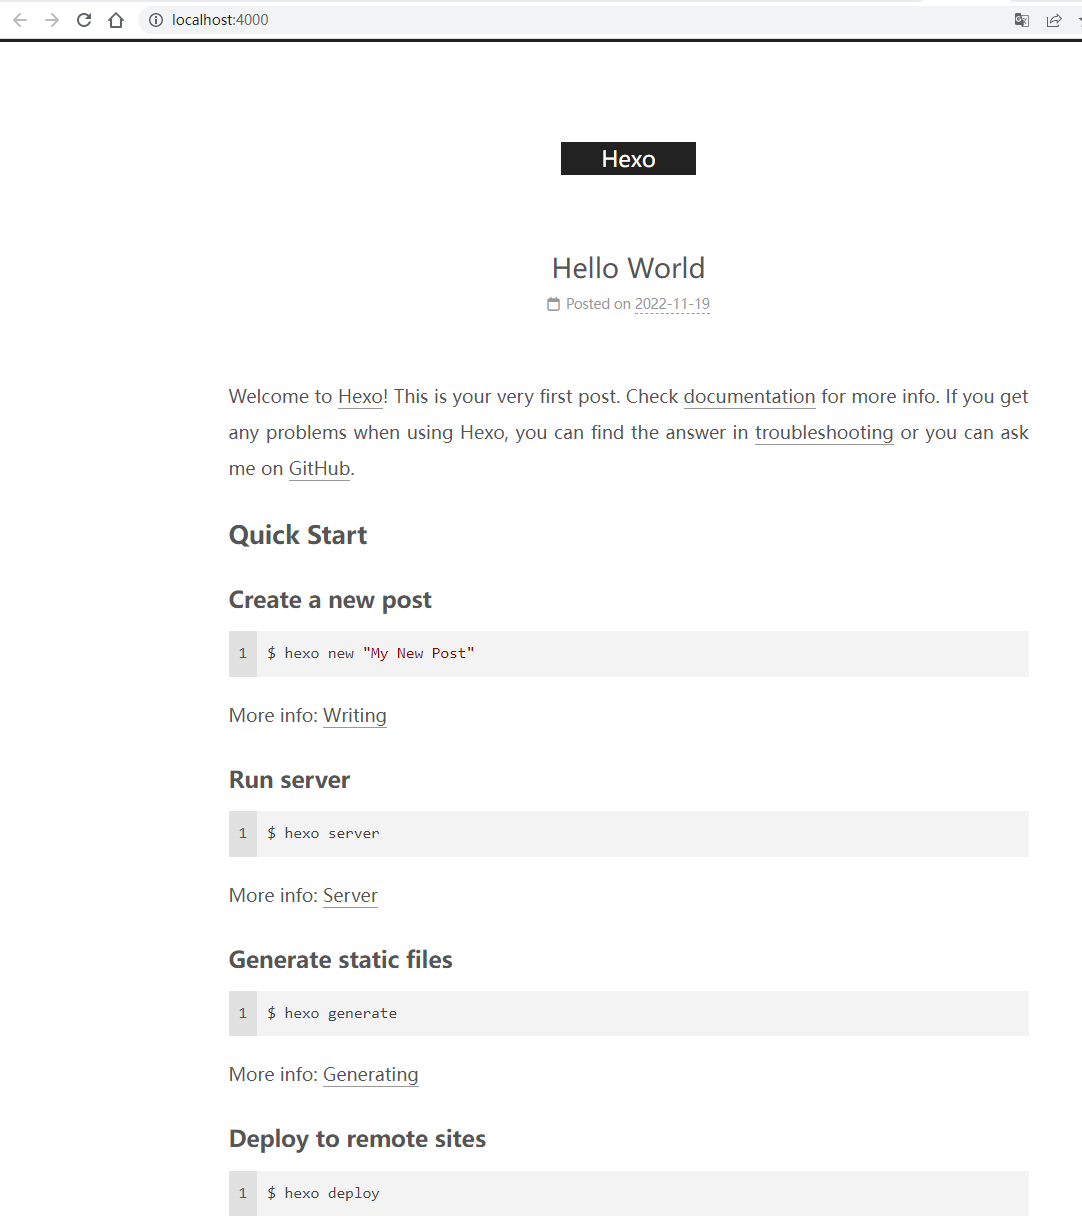 localhost:4000
Hexo
Hello World
Posted on 2022-11-19
Welcome to Hexo! This is your very first post. Check documentation for more info. If you get
any problems when using Hexo, you can find the answer in troubleshooting or you can ask
me on GitHub.
Quick Start
Create a new post
1 $ hexo new "My New Post"
More info: Writing
Run server
1 $ hexo server
More info: Server
Generate static files
1 $ hexo generate
More info: Generating
Deploy to remote sites
1 $ hexo deploy